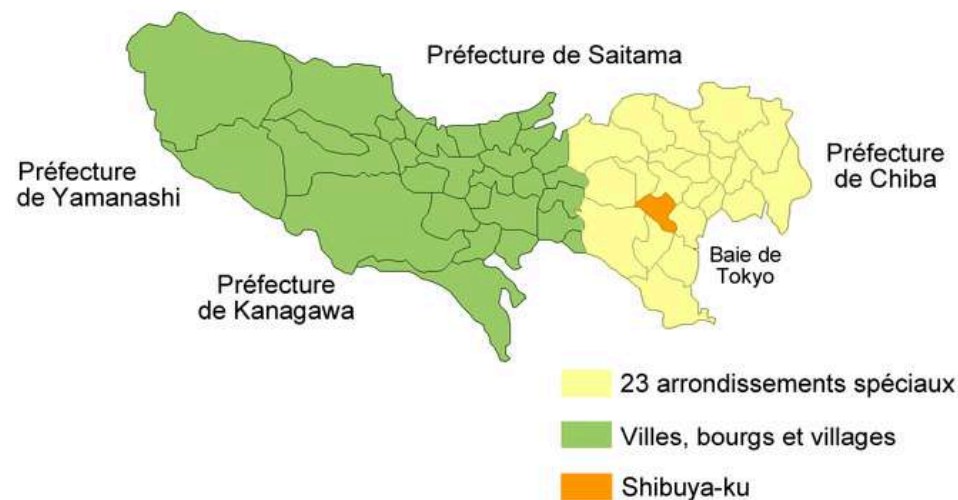 Préfecture de Saitama
Préfecture
de Yamanashi
Préfecture
de Chiba
Baie de
Tokyo
Préfecture
de Kanagawa
23 arrondissements spéciaux
Villes, bourgs et villages
Shibuya-ku